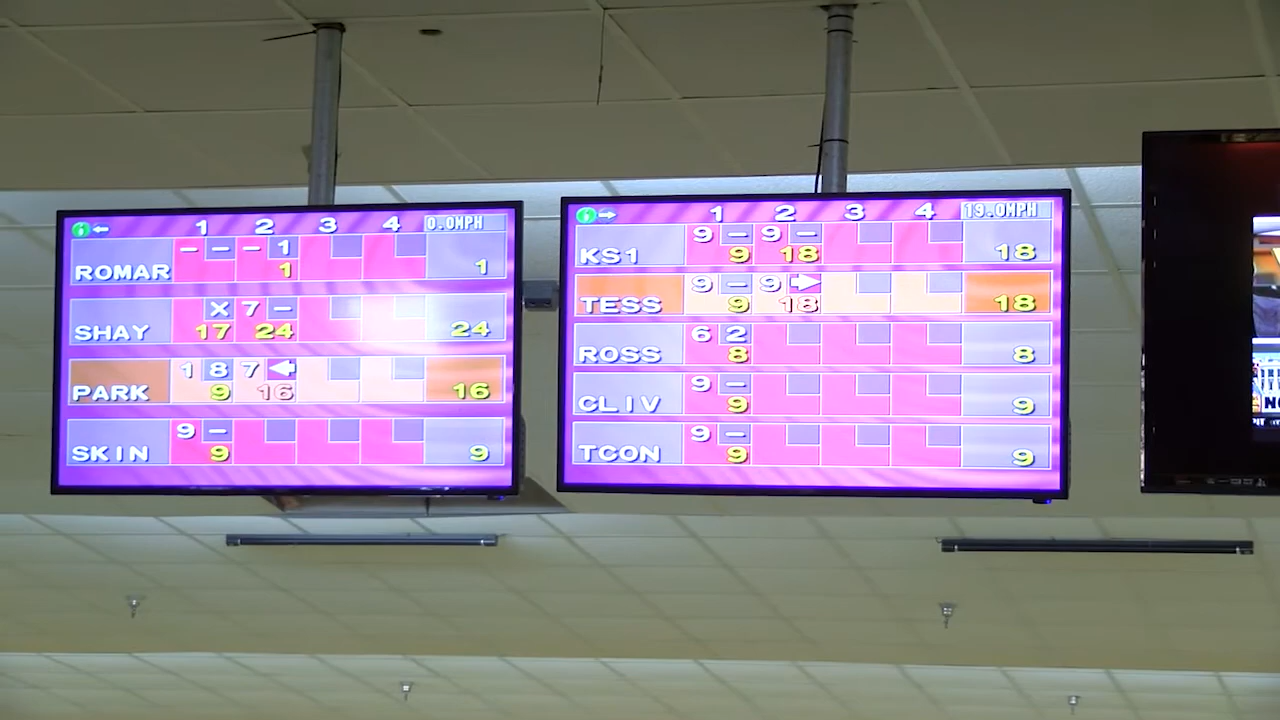 1 2 3 4 0.0MPH
ROMAR - - - 1
1 1
SHAY X 7 -
17 24 24
PARK 1 8 7
9 16 16
SKIN 9 -
9 9
1 2 3 4 19.0MPH
KS1 9 - 9 -
9 18 18
TESS 9 - 9
9 18 18
ROSS 6 2
8 8
CLIV 9 -
9 9
TCON 9 -
9 9